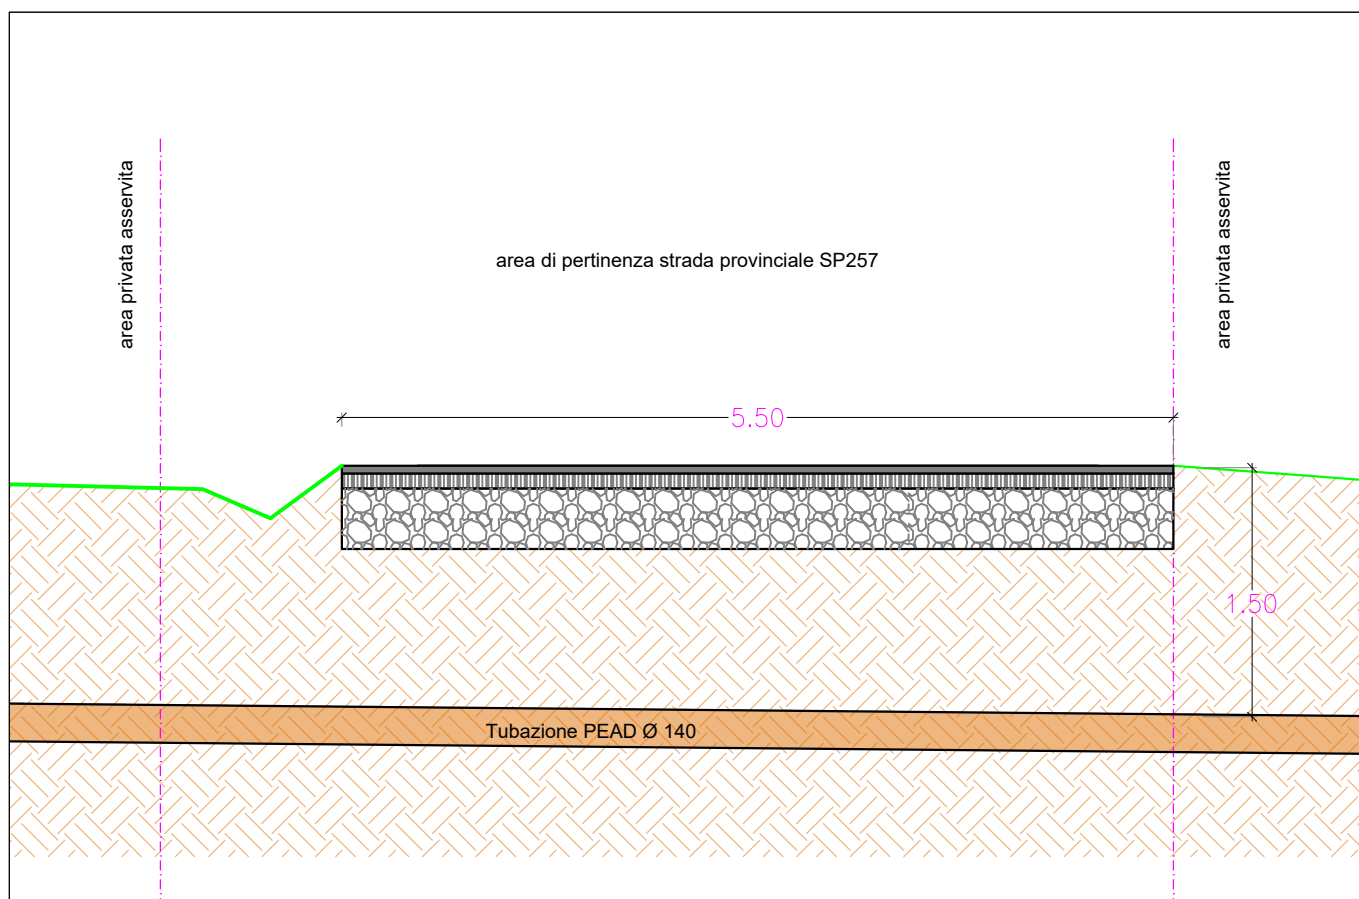 area privata asservita
area di pertinenza strada provinciale SP257
area privata asservita
5.50
1.50
Tubazione PEAD Ø 140